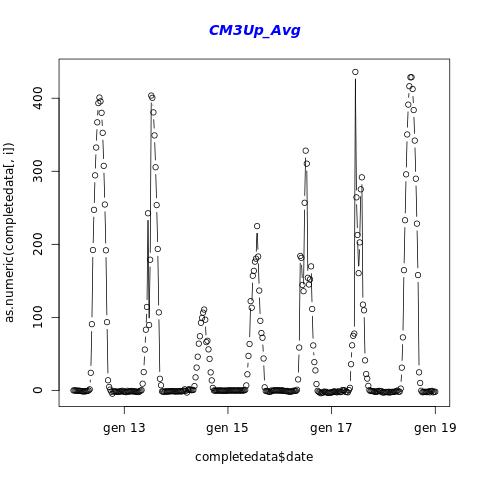 CM3Up_Avg
as.numeric(completedata[, i])
400
300
200
100
0
gen 13
gen 15
gen 17
gen 19
completedata$date